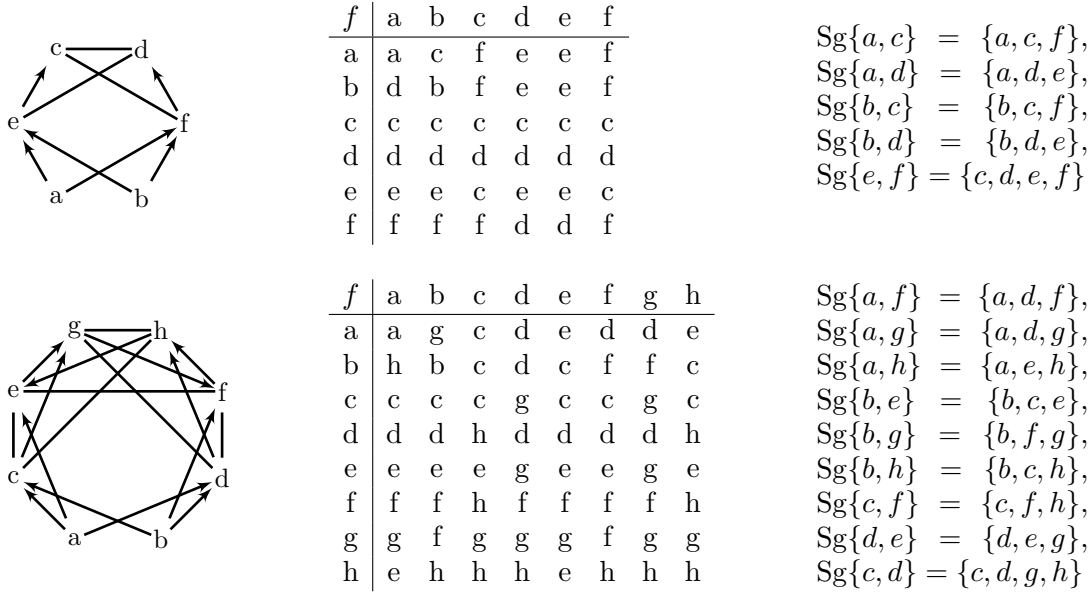 c d
e f
a b
f a b c d e f
a a c f e e f
b d b f e e f
c c c c c c c
d d d d d d d
e e e c e e c
f f f f d d f
Sg{a, c} = {a, c, f},
Sg{a, d} = {a, d, e},
Sg{b, c} = {b, c, f},
Sg{b, d} = {b, d, e},
Sg{e, f} = {c, d, e, f}
g h
e f
c d
a b
f a b c d e f g h
a a g c d e d d e
b h b c d c f f c
c c c c g c c g c
d d d h d d d d h
e e e e g e e g e
f f f h f f f f h
g g f g g g f g g
h e h h h e h h h
Sg{a, f} = {a, d, f},
Sg{a, g} = {a, d, g},
Sg{a, h} = {a, e, h},
Sg{b, e} = {b, c, e},
Sg{b, g} = {b, f, g},
Sg{b, h} = {b, c, h},
Sg{c, f} = {c, f, h},
Sg{d, e} = {d, e, g},
Sg{c, d} = {c, d, g, h}